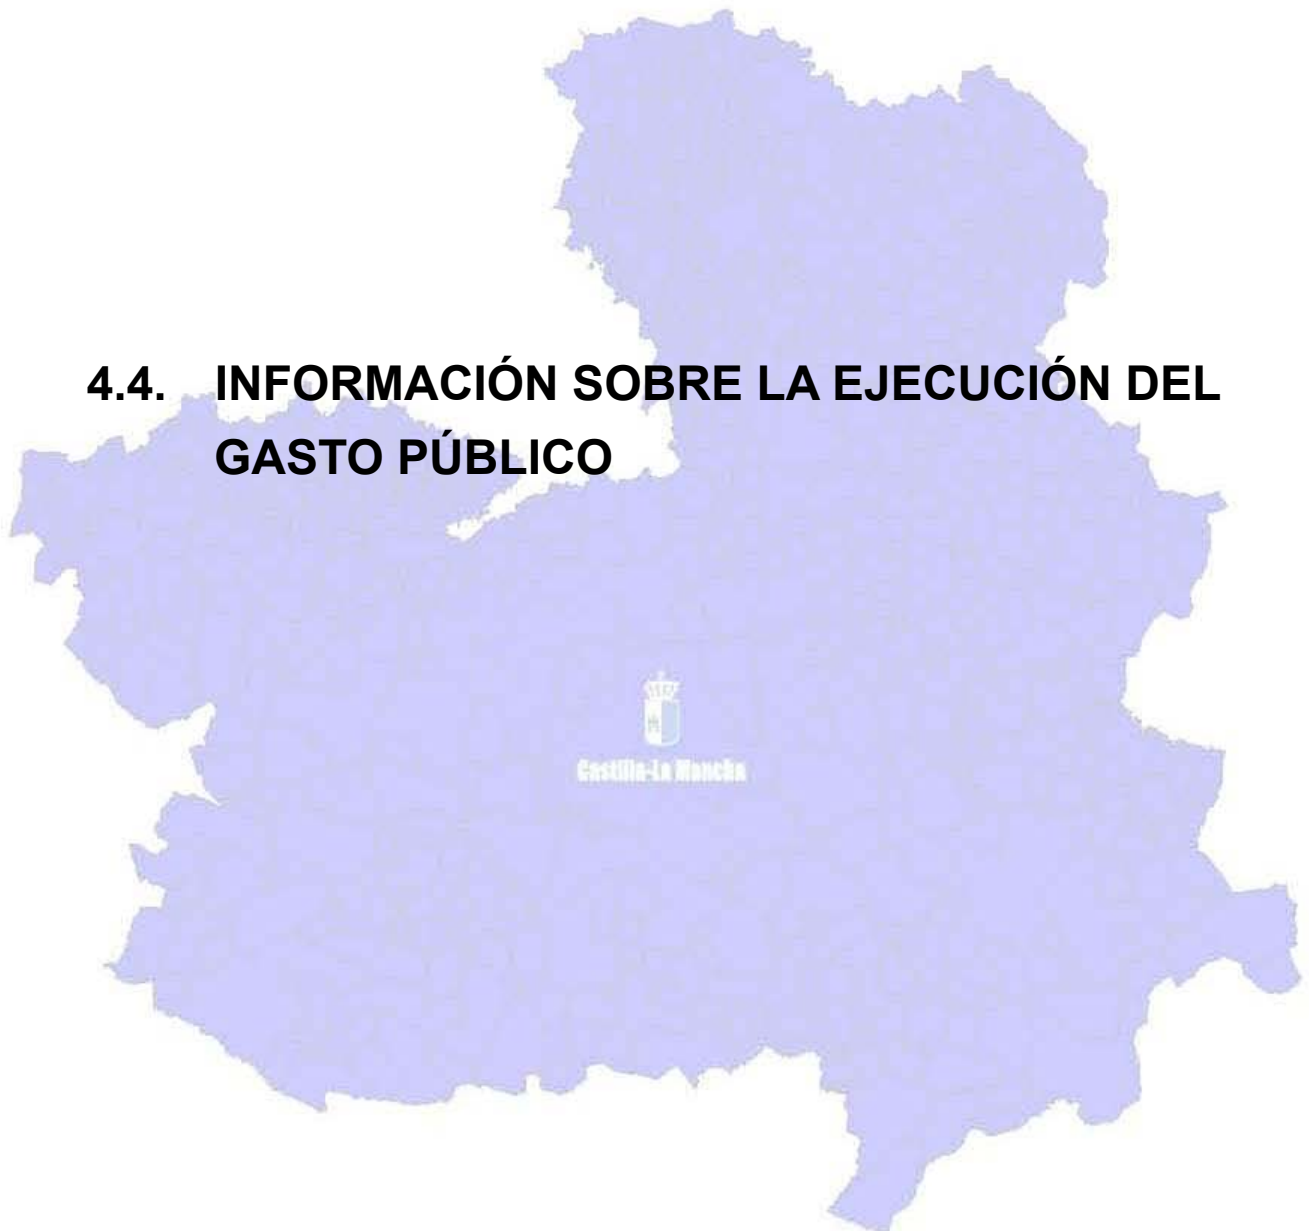 4.4. INFORMACIÓN SOBRE LA EJECUCIÓN DEL
GASTO PÚBLICO
Castilla-La Mancha